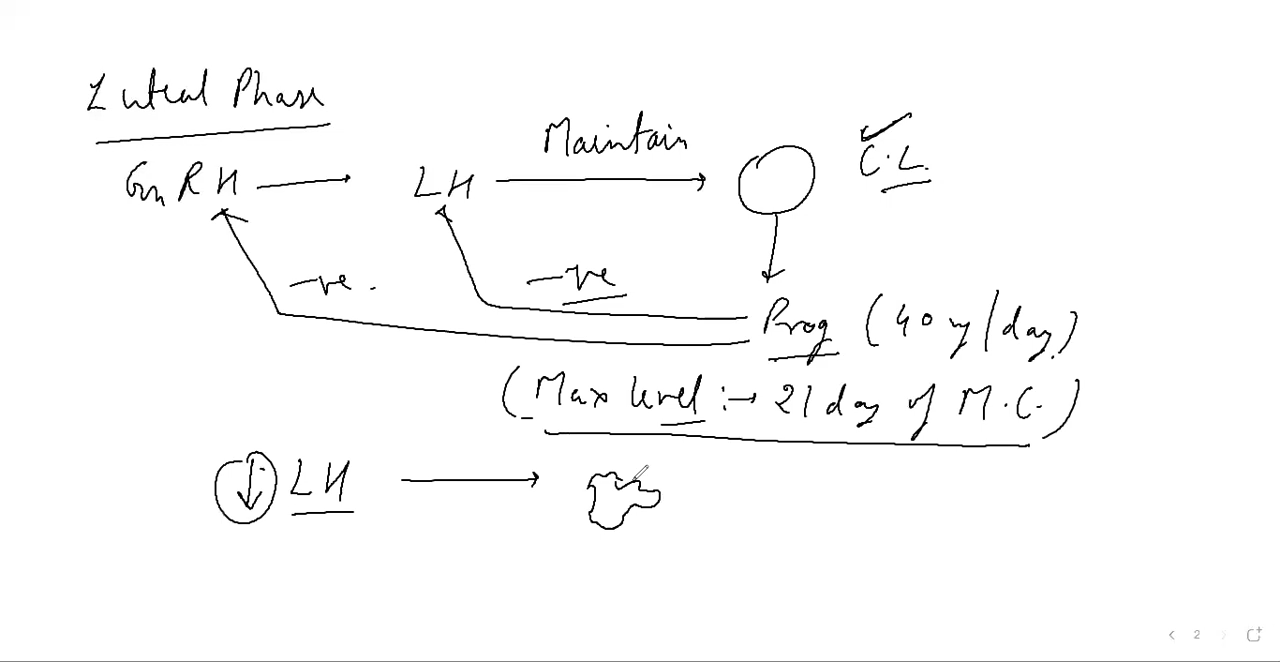 Luteal Phase
GnRH → LH Maintain → C.L.
-ve. -ve
Prog (40 mg/day)
(Max level :→ 21 day of M.C.)
↓ LH →
2